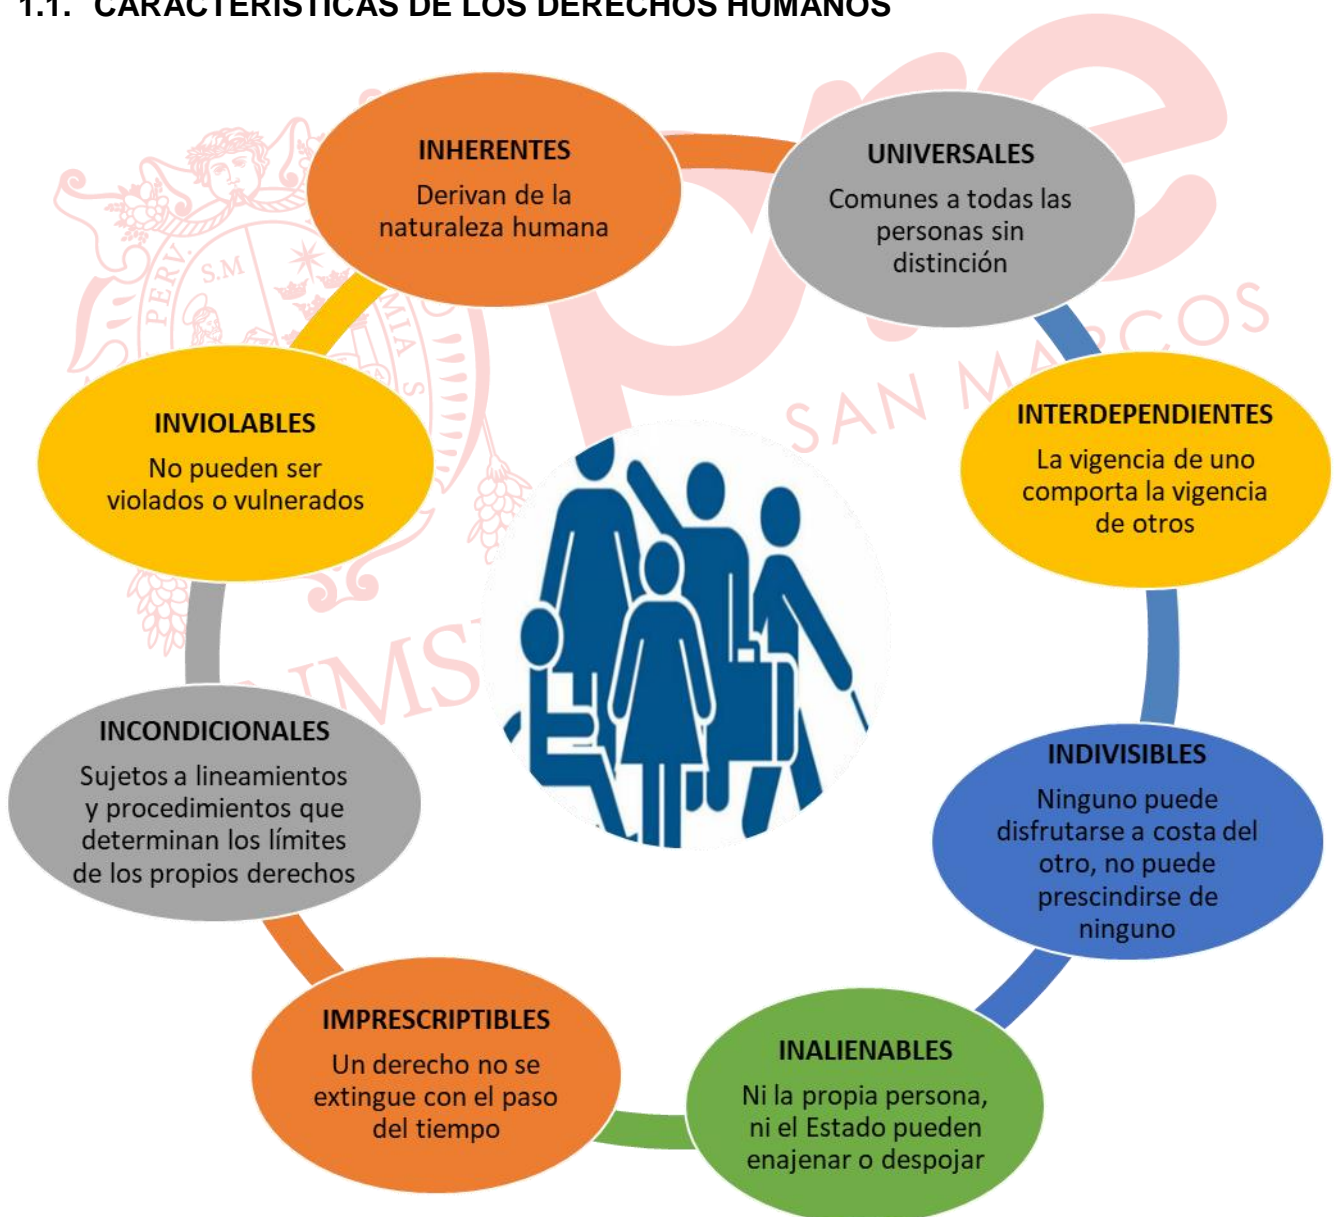 1.1. CARACTERÍSTICAS DE LOS DERECHOS HUMANOS
INHERENTES
Derivan de la
naturaleza humana
UNIVERSALES
Comunes a todas las
personas sin
distinción
INTERDEPENDIENTES
La vigencia de uno
comporta la vigencia
de otros
INDIVISIBLES
Ninguno puede
disfrutarse a costa del
otro, no puede
prescindirse de
ninguno
INALIENABLES
Ni la propia persona,
ni el Estado pueden
enajenar o despojar
IMPRESCRIPTIBLES
Un derecho no se
extingue con el paso
del tiempo
INCONDICIONALES
Sujetos a lineamientos
y procedimientos que
determinan los límites
de los propios derechos
INVIOLABLES
No pueden ser
violados o vulnerados
pre
SAN MARCOS
PERV.
S.M